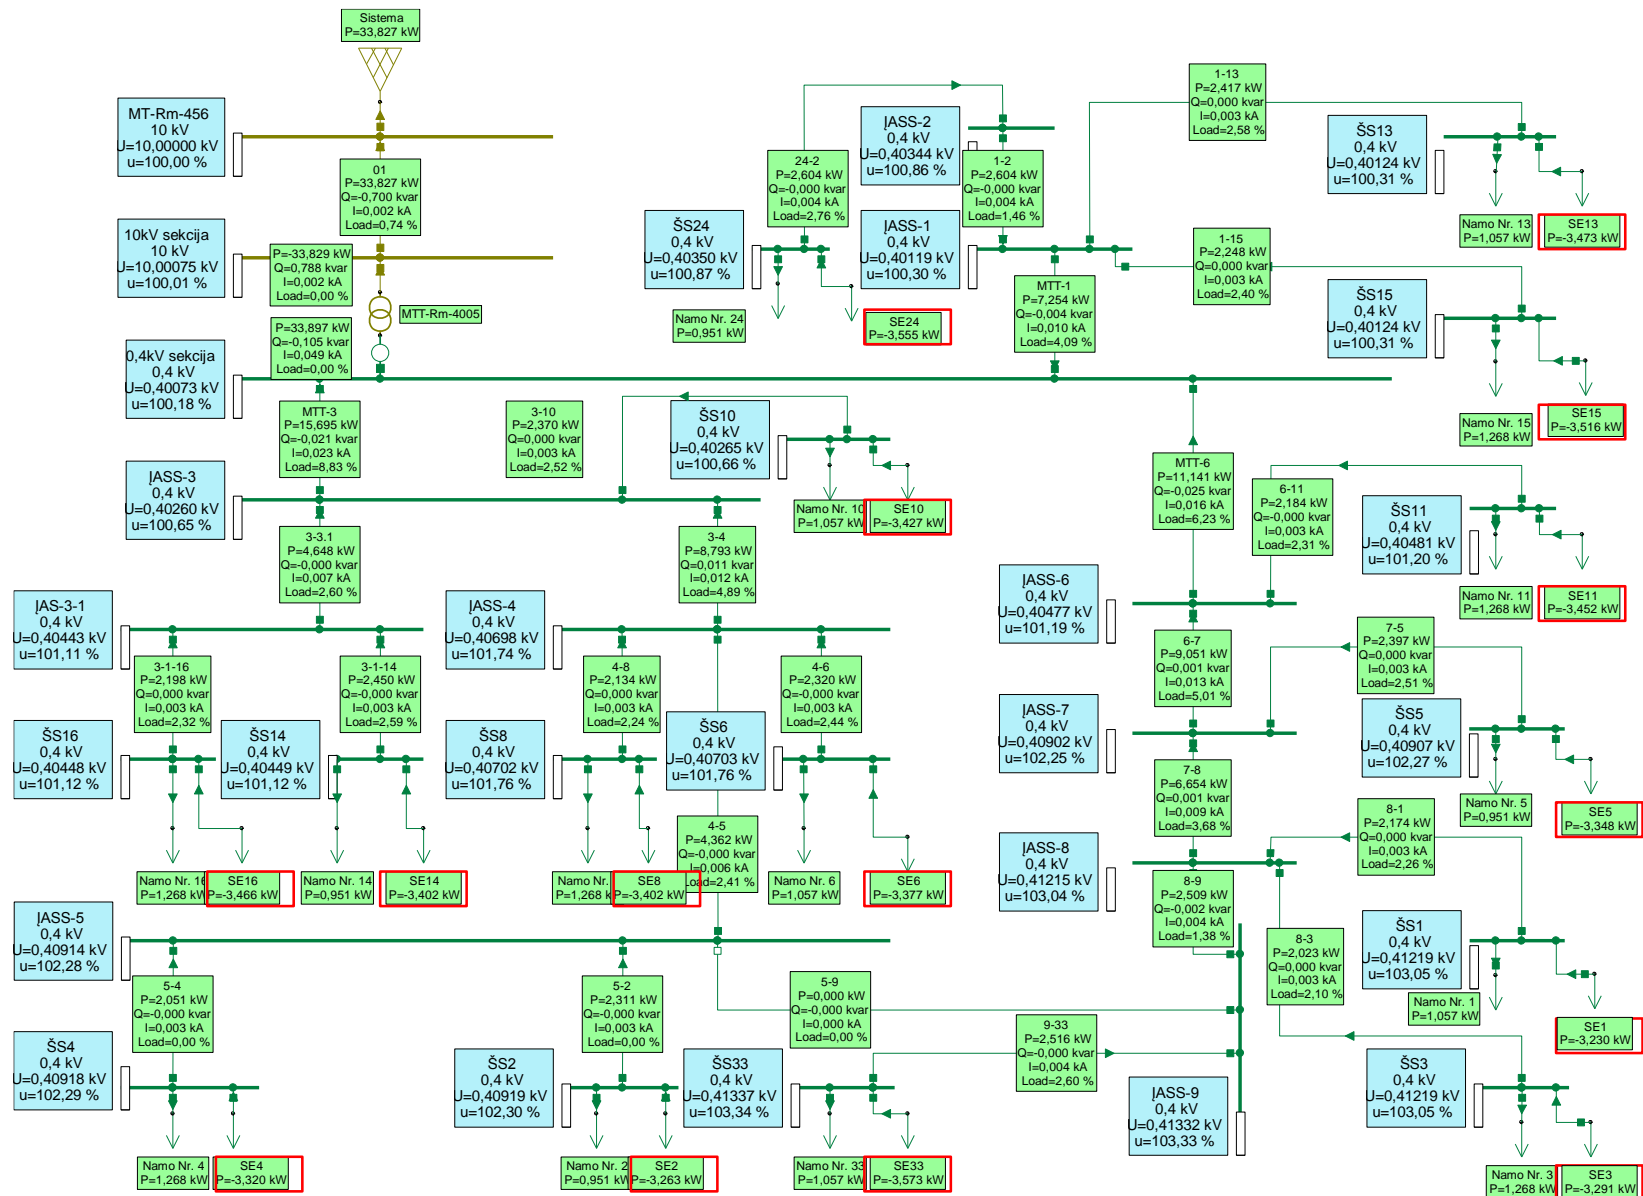 Sistema
P=33,827 kW
MT-Rm-456
10 kV
U=10,00000 kV
u=100,00 %
01
P=33,827 kW
Q=-0,700 kvar
I=0,002 kA
Load=0,74 %
10kV sekcija
10 kV
U=10,00075 kV
u=100,01 %
P=-33,829 kW
Q=0,788 kvar
I=0,002 kA
Load=0,00 %
MTT-Rm-4005
P=33,897 kW
Q=-0,105 kvar
I=0,049 kA
Load=0,00 %
0,4kV sekcija
0,4 kV
U=0,40073 kV
u=100,18 %
24-2
P=2,604 kW
Q=-0,000 kvar
I=0,004 kA
Load=2,76 %
ĮASS-2
0,4 kV
U=0,40344 kV
u=100,86 %
1-2
P=2,604 kW
Q=-0,000 kvar
I=0,004 kA
Load=1,46 %
1-13
P=2,417 kW
Q=0,000 kvar
I=0,003 kA
Load=2,58 %
ŠS13
0,4 kV
U=0,40124 kV
u=100,31 %
Namo Nr. 13
P=1,057 kW
SE13
P=-3,473 kW
ŠS24
0,4 kV
U=0,40350 kV
u=100,87 %
Namo Nr. 24
P=0,951 kW
SE24
P=-3,555 kW
ĮASS-1
0,4 kV
U=0,40119 kV
u=100,30 %
MTT-1
P=7,254 kW
Q=-0,004 kvar
I=0,010 kA
Load=4,09 %
1-15
P=2,248 kW
Q=0,000 kvar
I=0,003 kA
Load=2,40 %
ŠS15
0,4 kV
U=0,40124 kV
u=100,31 %
Namo Nr. 15
P=1,268 kW
SE15
P=-3,516 kW
MTT-3
P=15,695 kW
Q=-0,021 kvar
I=0,023 kA
Load=8,83 %
3-10
P=2,370 kW
Q=0,000 kvar
I=0,003 kA
Load=2,52 %
ŠS10
0,4 kV
U=0,40265 kV
u=100,66 %
Namo Nr. 10
P=1,057 kW
SE10
P=-3,427 kW
ĮASS-3
0,4 kV
U=0,40260 kV
u=100,65 %
3-3.1
P=4,648 kW
Q=-0,000 kvar
I=0,007 kA
Load=2,60 %
3-4
P=8,793 kW
Q=0,011 kvar
I=0,012 kA
Load=4,89 %
MTT-6
P=11,141 kW
Q=-0,025 kvar
I=0,016 kA
Load=6,23 %
6-11
P=2,184 kW
Q=-0,000 kvar
I=0,003 kA
Load=2,31 %
ŠS11
0,4 kV
U=0,40481 kV
u=101,20 %
Namo Nr. 11
P=1,268 kW
SE11
P=-3,452 kW
ĮAS-3-1
0,4 kV
U=0,40443 kV
u=101,11 %
3-1-16
P=2,198 kW
Q=0,000 kvar
I=0,003 kA
Load=2,32 %
3-1-14
P=2,450 kW
Q=-0,000 kvar
I=0,003 kA
Load=2,59 %
ĮASS-4
0,4 kV
U=0,40698 kV
u=101,74 %
4-8
P=2,134 kW
Q=0,000 kvar
I=0,003 kA
Load=2,24 %
4-6
P=2,320 kW
Q=-0,000 kvar
I=0,003 kA
Load=2,44 %
ĮASS-6
0,4 kV
U=0,40477 kV
u=101,19 %
6-7
P=9,051 kW
Q=0,001 kvar
I=0,013 kA
Load=5,01 %
7-5
P=2,397 kW
Q=0,000 kvar
I=0,003 kA
Load=2,51 %
ŠS16
0,4 kV
U=0,40448 kV
u=101,12 %
ŠS14
0,4 kV
U=0,40449 kV
u=101,12 %
ŠS8
0,4 kV
U=0,40702 kV
u=101,76 %
ŠS6
0,4 kV
U=0,40703 kV
u=101,76 %
ĮASS-7
0,4 kV
U=0,40902 kV
u=102,25 %
ŠS5
0,4 kV
U=0,40907 kV
u=102,27 %
Namo Nr. 5
P=0,951 kW
SE5
P=-3,348 kW
7-8
P=6,654 kW
Q=0,001 kvar
I=0,009 kA
Load=3,68 %
8-1
P=2,174 kW
Q=0,000 kvar
I=0,003 kA
Load=2,26 %
4-5
P=4,362 kW
Q=-0,000 kvar
I=0,006 kA
Load=2,41 %
Namo Nr. 16
P=1,268 kW
SE16
P=-3,466 kW
Namo Nr. 14
P=0,951 kW
SE14
P=-3,402 kW
Namo Nr.
P=1,268 kW
SE8
P=-3,402 kW
Namo Nr. 6
P=1,057 kW
SE6
P=-3,377 kW
ĮASS-8
0,4 kV
U=0,41215 kV
u=103,04 %
8-9
P=2,509 kW
Q=-0,002 kvar
I=0,004 kA
Load=1,38 %
8-3
P=2,023 kW
Q=0,000 kvar
I=0,003 kA
Load=2,10 %
ŠS1
0,4 kV
U=0,41219 kV
u=103,05 %
Namo Nr. 1
P=1,057 kW
SE1
P=-3,230 kW
ĮASS-5
0,4 kV
U=0,40914 kV
u=102,28 %
5-4
P=2,051 kW
Q=-0,000 kvar
I=0,003 kA
Load=0,00 %
5-2
P=2,311 kW
Q=-0,000 kvar
I=0,003 kA
Load=0,00 %
5-9
P=0,000 kW
Q=-0,000 kvar
I=0,000 kA
Load=0,00 %
9-33
P=2,516 kW
Q=-0,000 kvar
I=0,004 kA
Load=2,60 %
ŠS4
0,4 kV
U=0,40918 kV
u=102,29 %
ŠS2
0,4 kV
U=0,40919 kV
u=102,30 %
ŠS33
0,4 kV
U=0,41337 kV
u=103,34 %
ĮASS-9
0,4 kV
U=0,41332 kV
u=103,33 %
ŠS3
0,4 kV
U=0,41219 kV
u=103,05 %
Namo Nr. 4
P=1,268 kW
SE4
P=-3,320 kW
Namo Nr. 2
P=0,951 kW
SE2
P=-3,263 kW
Namo Nr. 33
P=1,057 kW
SE33
P=-3,573 kW
Namo Nr. 3
P=1,268 kW
SE3
P=-3,291 kW